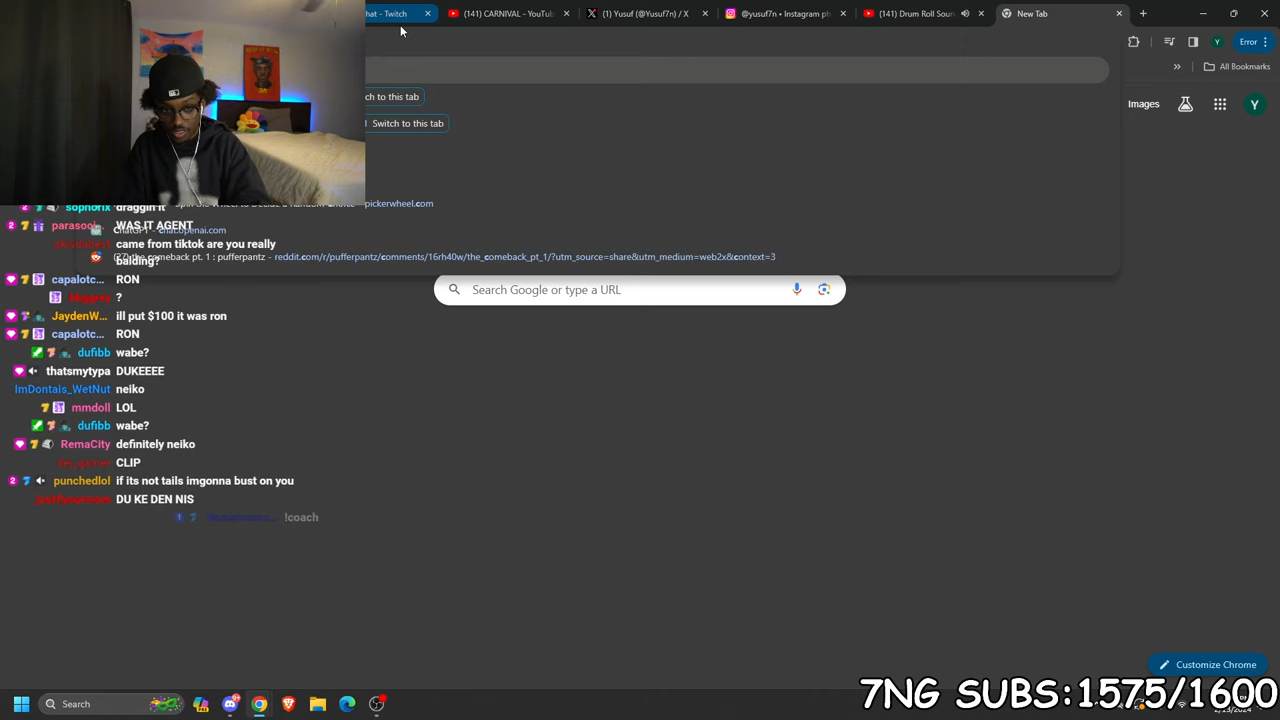 hat - Twitch
(141) CARNIVAL - YouTub
(1) Yusuf (@Yusuf7n) / X
@yusuf7n • Instagram ph
(141) Drum Roll Soun
New Tab
Error
All Bookmarks
ch to this tab
Images
Switch to this tab
Y
pickerwheel.com
sophorix draggin it
parasoci... WAS IT AGENT
ChatGPT - chat.openai.com
came from tiktok are you really
balding?
(27) the comeback pt. 1 : pufferpantz - reddit.com/r/pufferpantz/comments/16rh40w/the_comeback_pt_1/?utm_source=share&utm_medium=web2x&context=3
capalotc... RON
?
Search Google or type a URL
JaydenW... ill put $100 it was ron
capalotc... RON
dufibb wabe?
thatsmytypa DUKEEEE
ImDontais_WetNut neiko
mmdoll LOL
dufibb wabe?
RemaCity definitely neiko
CLIP
punchedlol if its not tails imgonna bust on you
DU KE DEN NIS
!coach
Customize Chrome
7NG SUBS:1575/1600
Search